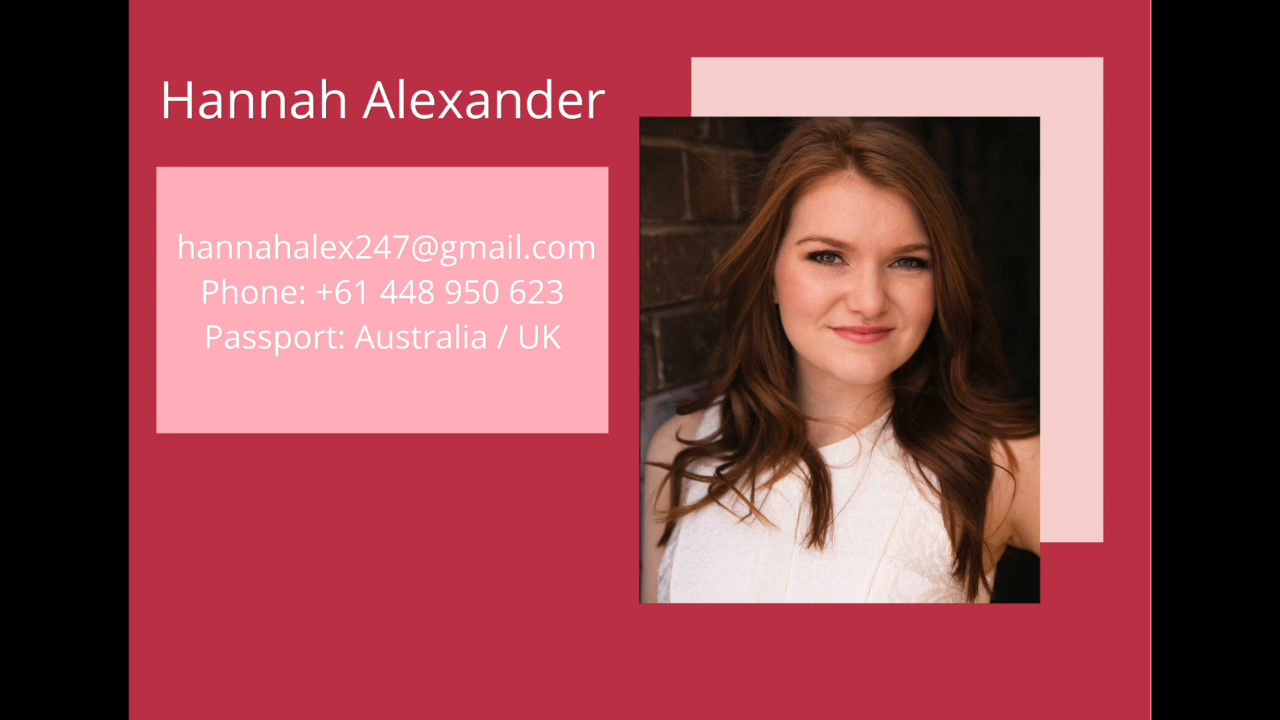 Hannah Alexander
hannahalex247@gmail.com
Phone: +61 448 950 623
Passport: Australia / UK